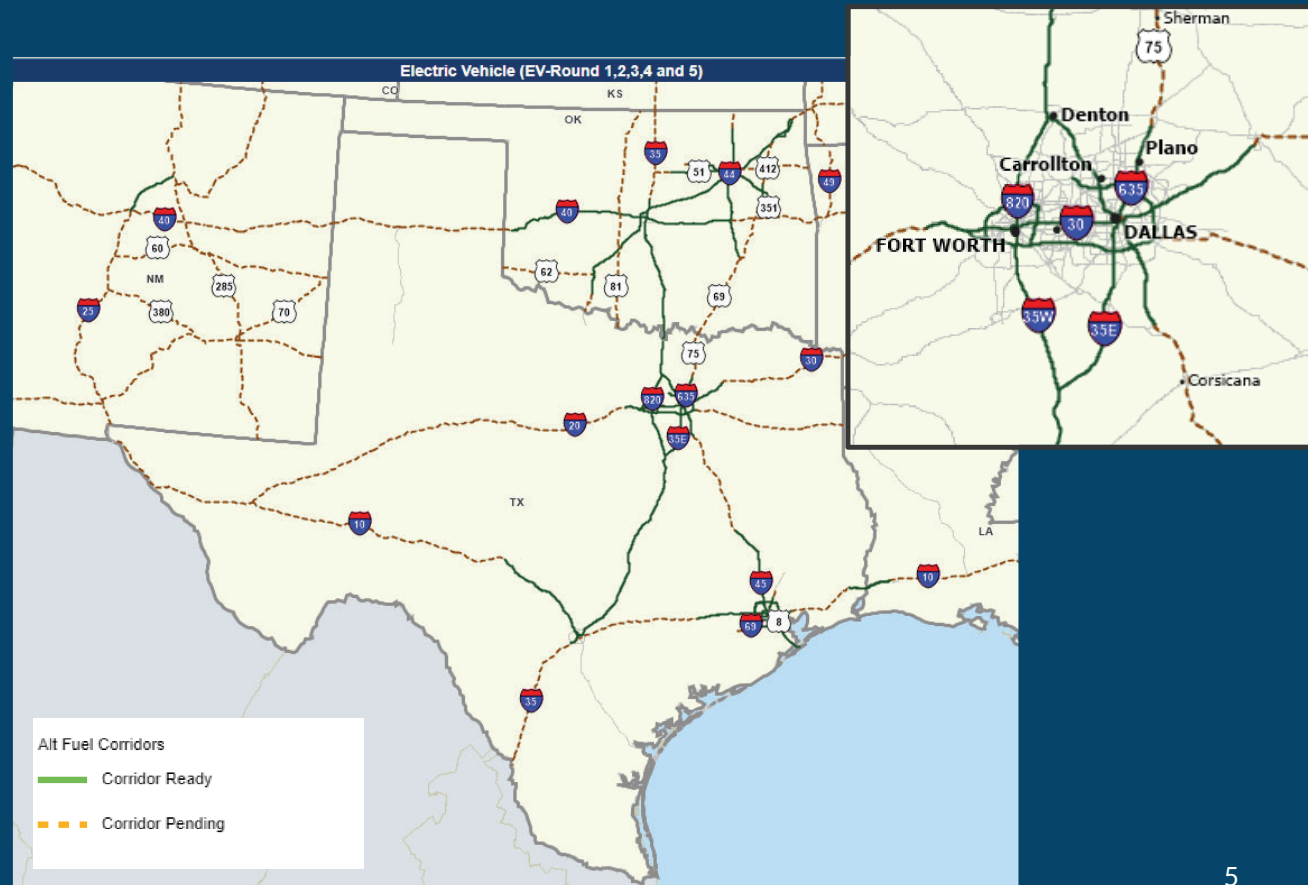 Electric Vehicle (EV-Round 1,2,3,4 and 5)
CO
KS
OK
35
51
44
412
49
40
351
40
60
NM
285
62
81
69
25
380
70
75
30
820
635
20
35E
TX
10
LA
45
10
69
8
35
Alt Fuel Corridors
Corridor Ready
Corridor Pending
Sherman
75
Denton
Plano
Carrollton
635
820
30
DALLAS
FORT WORTH
35W
35E
Corsicana
5